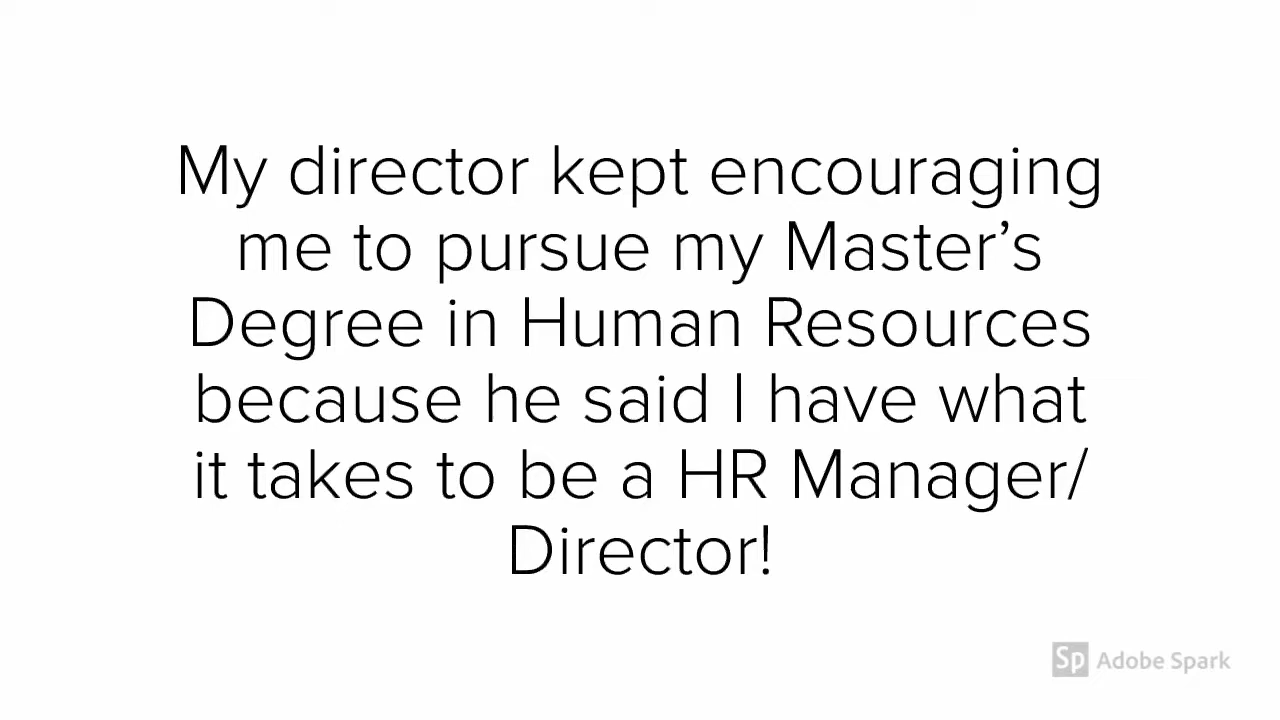 My director kept encouraging
me to pursue my Master’s
Degree in Human Resources
because he said I have what
it takes to be a HR Manager/
Director!
Sp Adobe Spark